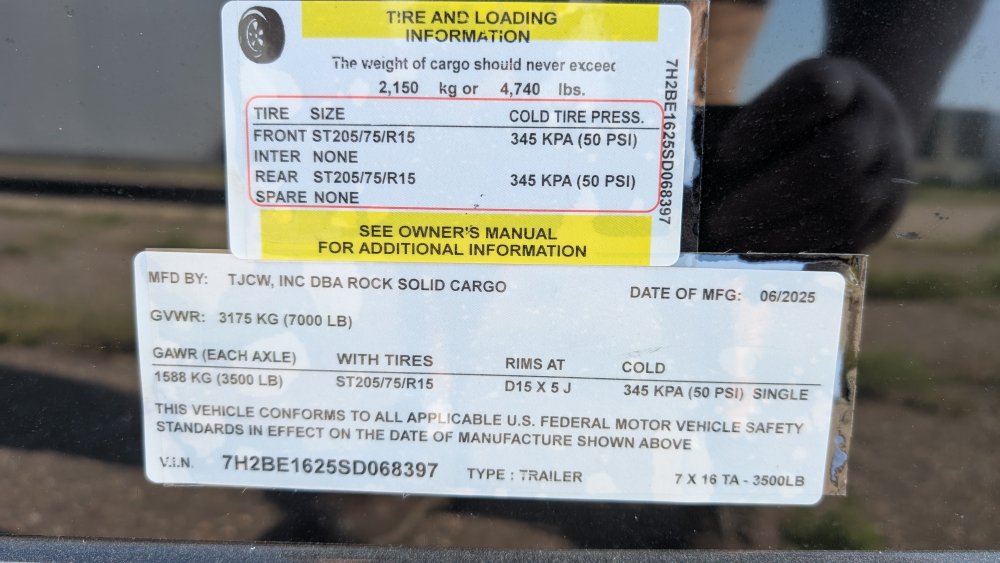 TIRE AND LOADING
INFORMATION
The weight of cargo should never exceed
2,150 kg or 4,740 lbs.
TIRE SIZE COLD TIRE PRESS.
FRONT ST205/75/R15 345 KPA (50 PSI)
INTER NONE
REAR ST205/75/R15 345 KPA (50 PSI)
SPARE NONE
SEE OWNER'S MANUAL
FOR ADDITIONAL INFORMATION
7H2BE1625SD068397
MFD BY: TJCW, INC DBA ROCK SOLID CARGO DATE OF MFG: 06/2025
GVWR: 3175 KG (7000 LB)
GAWR (EACH AXLE) WITH TIRES RIMS AT COLD
1588 KG (3500 LB) ST205/75/R15 D15 X 5 J 345 KPA (50 PSI) SINGLE
THIS VEHICLE CONFORMS TO ALL APPLICABLE U.S. FEDERAL MOTOR VEHICLE SAFETY
STANDARDS IN EFFECT ON THE DATE OF MANUFACTURE SHOWN ABOVE
V.I.N. 7H2BE1625SD068397 TYPE : TRAILER 7 X 16 TA - 3500LB